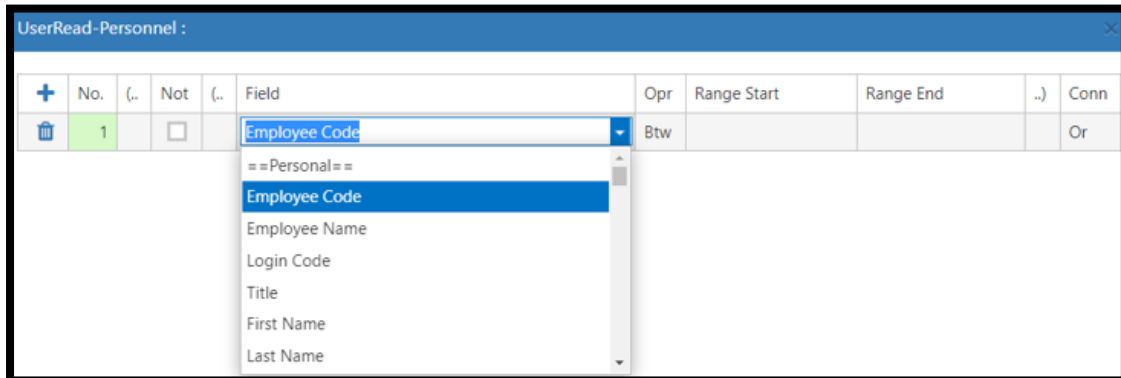 UserRead-Personnel :
No. (.. Not (.. Field Opr Range Start Range End ..) Conn
1 Employee Code Btw Or
==Personal==
Employee Code
Employee Name
Login Code
Title
First Name
Last Name